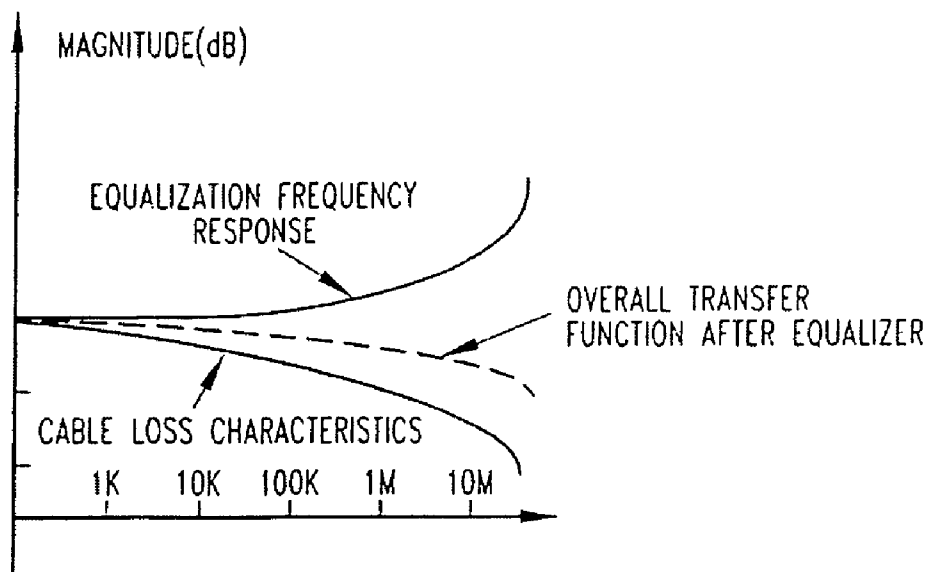 MAGNITUDE(dB)
EQUALIZATION FREQUENCY
RESPONSE
OVERALL TRANSFER
FUNCTION AFTER EQUALIZER
CABLE LOSS CHARACTERISTICS
1K 10K 100K 1M 10M